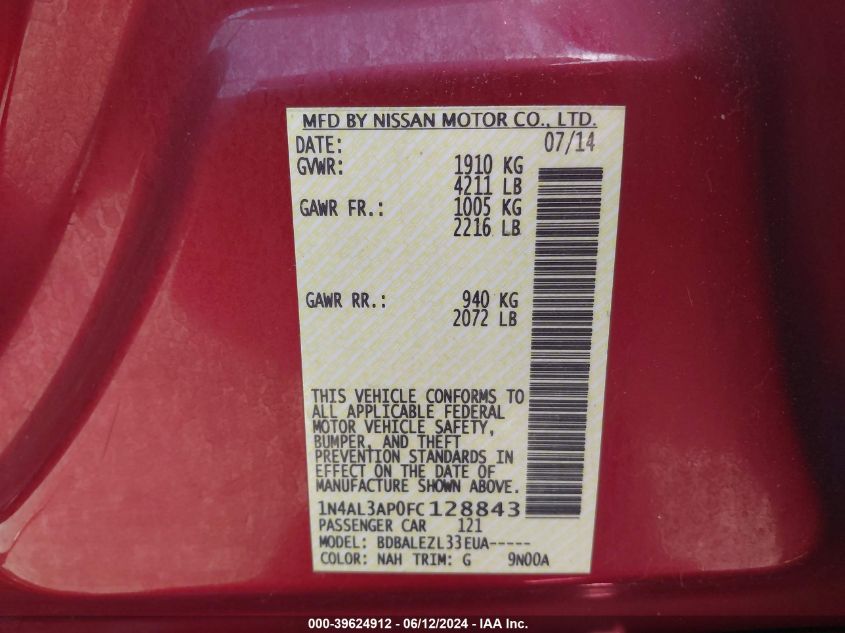 MFD BY NISSAN MOTOR CO., LTD.
DATE: 07/14
GVWR: 1910 KG
4211 LB
GAWR FR.: 1005 KG
2216 LB
GAWR RR.: 940 KG
2072 LB
THIS VEHICLE CONFORMS TO
ALL APPLICABLE FEDERAL
MOTOR VEHICLE SAFETY,
BUMPER, AND THEFT
PREVENTION STANDARDS IN
EFFECT ON THE DATE OF
MANUFACTURE SHOWN ABOVE.
1N4AL3AP0FC128843
PASSENGER CAR 121
MODEL: BDBALEZL33EUA-----
COLOR: NAH TRIM: G 9N00A
000-39624912 - 06/12/2024 - IAA Inc.